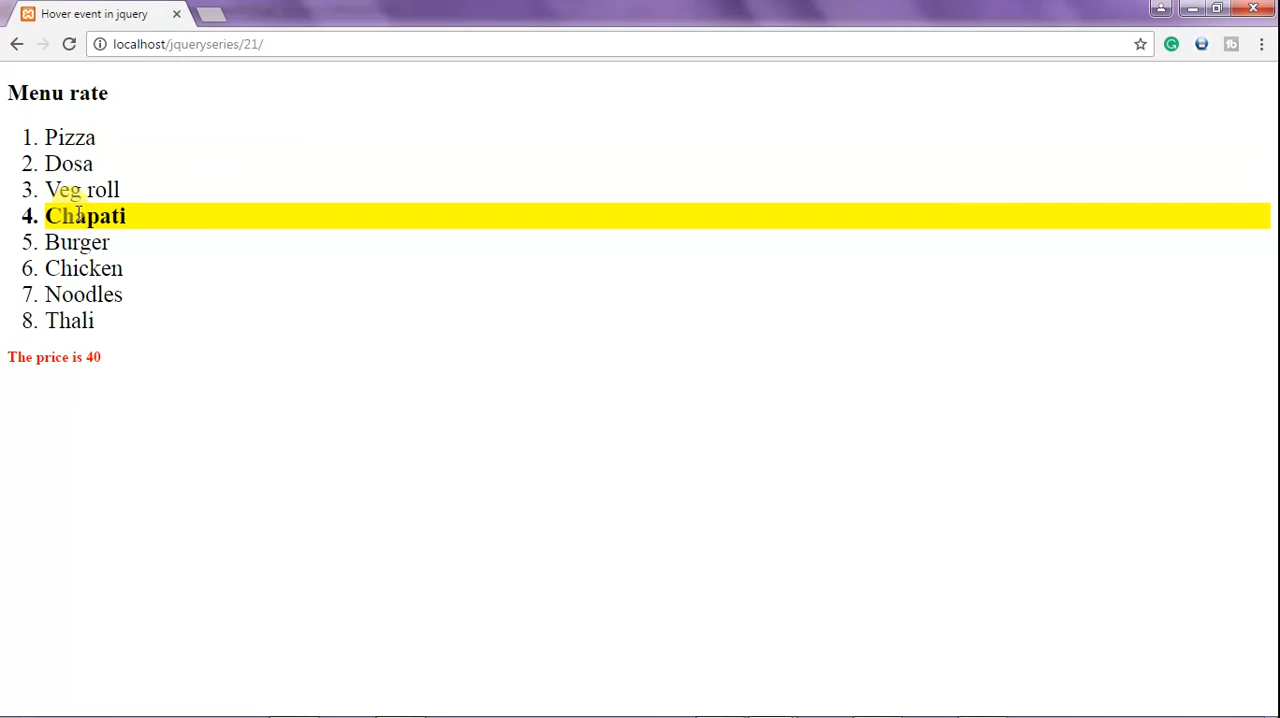 Hover event in jquery
localhost/jqueryseries/21/
Menu rate
1. Pizza
2. Dosa
3. Veg roll
4. Chapati
5. Burger
6. Chicken
7. Noodles
8. Thali
The price is 40